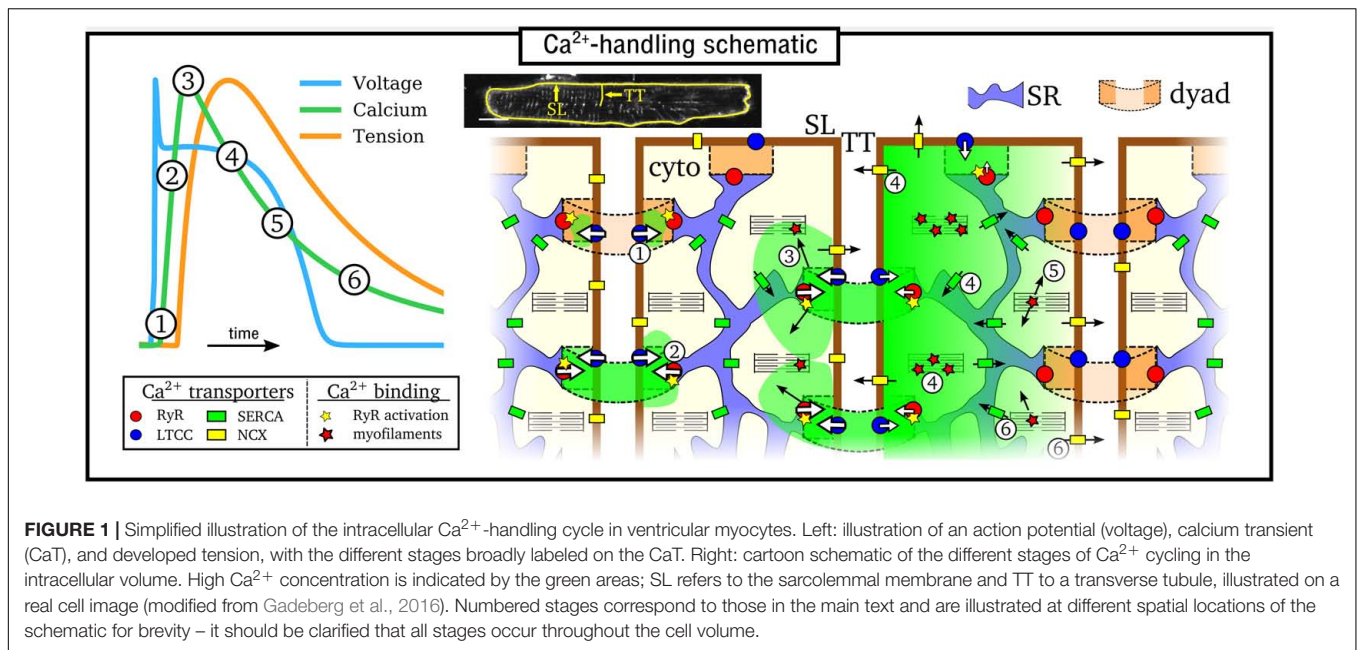 Ca2+-handling schematic
Voltage
Calcium
Tension
1
2
3
4
5
6
time
Ca2+ transporters
RyR
SERCA
LTCC
NCX
Ca2+ binding
RyR activation
myofilaments
SL
TT
SR
dyad
SL
TT
cyto
4
1
3
4
5
2
4
6
6
FIGURE 1 | Simplified illustration of the intracellular Ca2+-handling cycle in ventricular myocytes. Left: illustration of an action potential (voltage), calcium transient
(CaT), and developed tension, with the different stages broadly labeled on the CaT. Right: cartoon schematic of the different stages of Ca2+ cycling in the
intracellular volume. High Ca2+ concentration is indicated by the green areas; SL refers to the sarcolemmal membrane and TT to a transverse tubule, illustrated on a
real cell image (modified from Gadeberg et al., 2016). Numbered stages correspond to those in the main text and are illustrated at different spatial locations of the
schematic for brevity – it should be clarified that all stages occur throughout the cell volume.